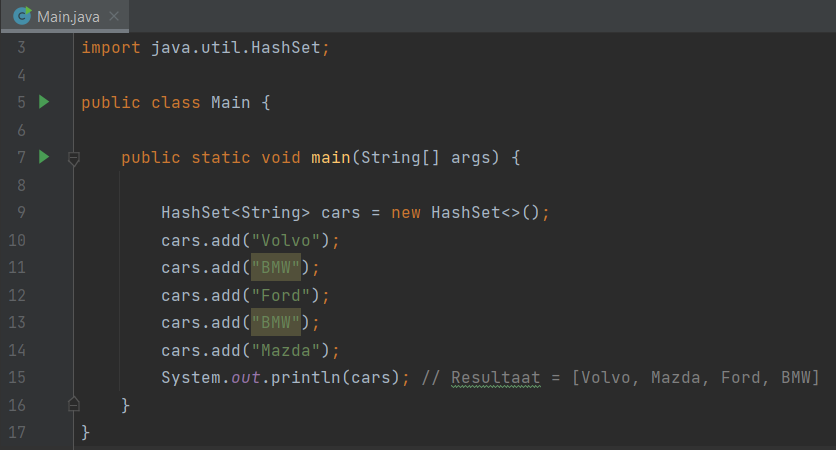 Main.java
3 import java.util.HashSet;
4
5 public class Main {
6
7 public static void main(String[] args) {
8
9 HashSet<String> cars = new HashSet<>();
10 cars.add("Volvo");
11 cars.add("BMW");
12 cars.add("Ford");
13 cars.add("BMW");
14 cars.add("Mazda");
15 System.out.println(cars); // Resultaat = [Volvo, Mazda, Ford, BMW]
16 }
17 }